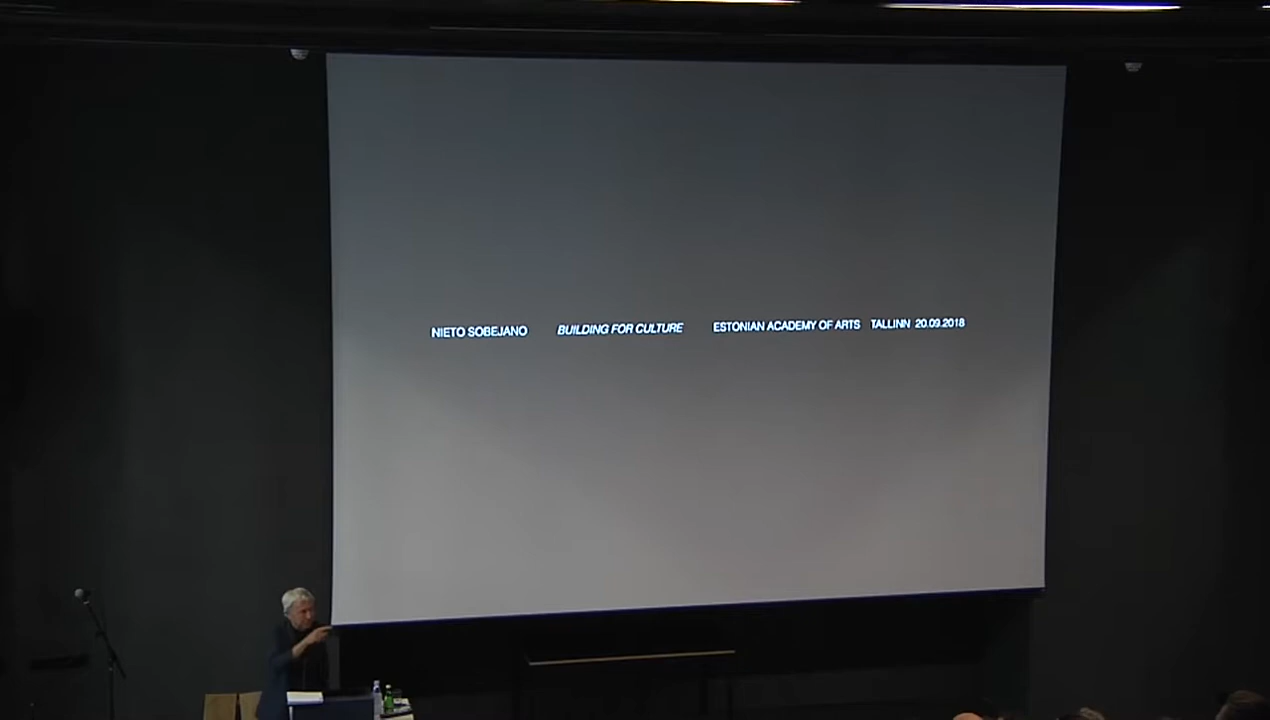 NIETO SOBEJANO BUILDING FOR CULTURE ESTONIAN ACADEMY OF ARTS TALLINN 20.09.2018